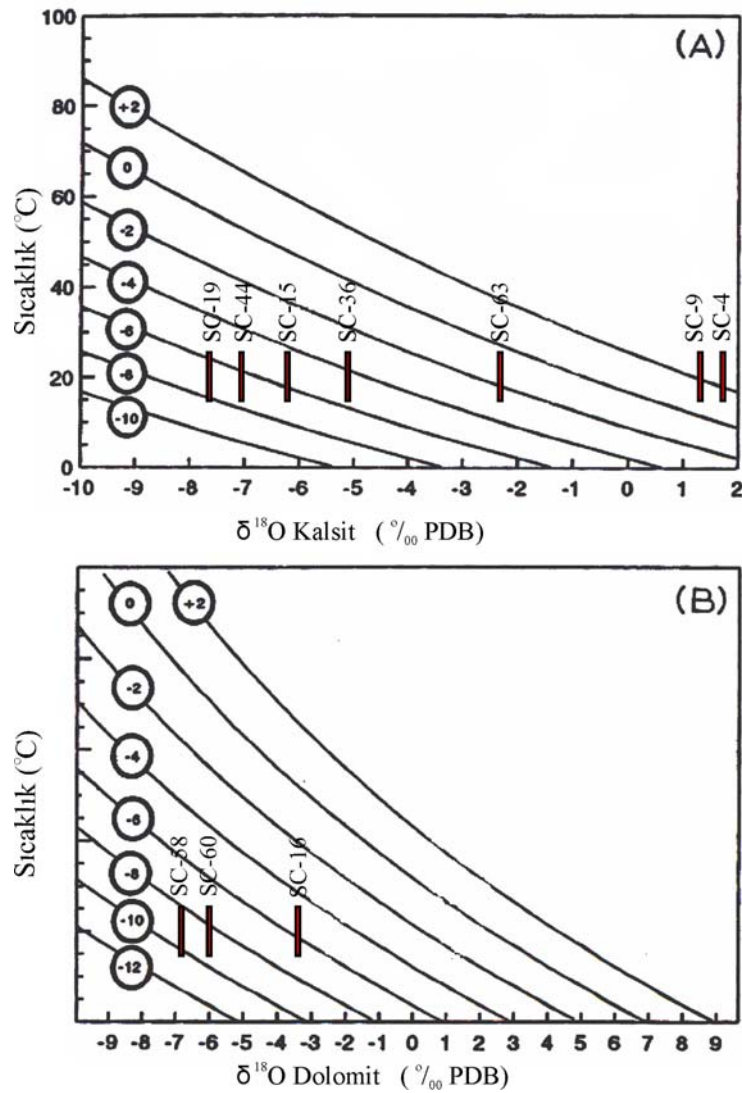 (A)
Sıcaklık (°C)
100
80
60
40
20
0
+2
0
-2
-4
-6
-8
-10
SC-19
SC-44
SC-15
SC-36
SC-63
SC-9
SC-4
-10 -9 -8 -7 -6 -5 -4 -3 -2 -1 0 1 2
δ¹⁸O Kalsit ( °/₀₀ PDB)
(B)
Sıcaklık (°C)
0
+2
-2
-4
-6
-8
-10
-12
SC-58
SC-60
SC-16
-9 -8 -7 -6 -5 -4 -3 -2 -1 0 1 2 3 4 5 6 7 8 9
δ¹⁸O Dolomit ( °/₀₀ PDB)